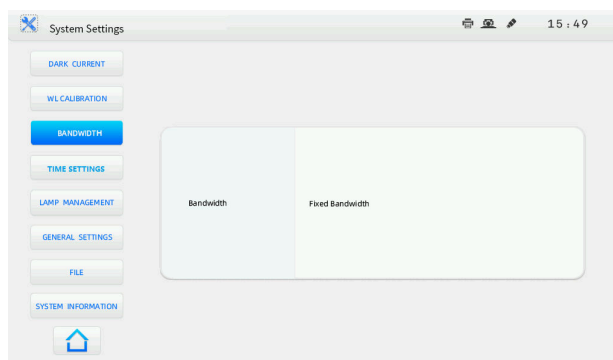 System Settings
15:49
DARK CURRENT
WL CALIBRATION
BANDWIDTH
TIME SETTINGS
LAMP MANAGEMENT
GENERAL SETTINGS
FILE
SYSTEM INFORMATION
Bandwidth
Fixed Bandwidth